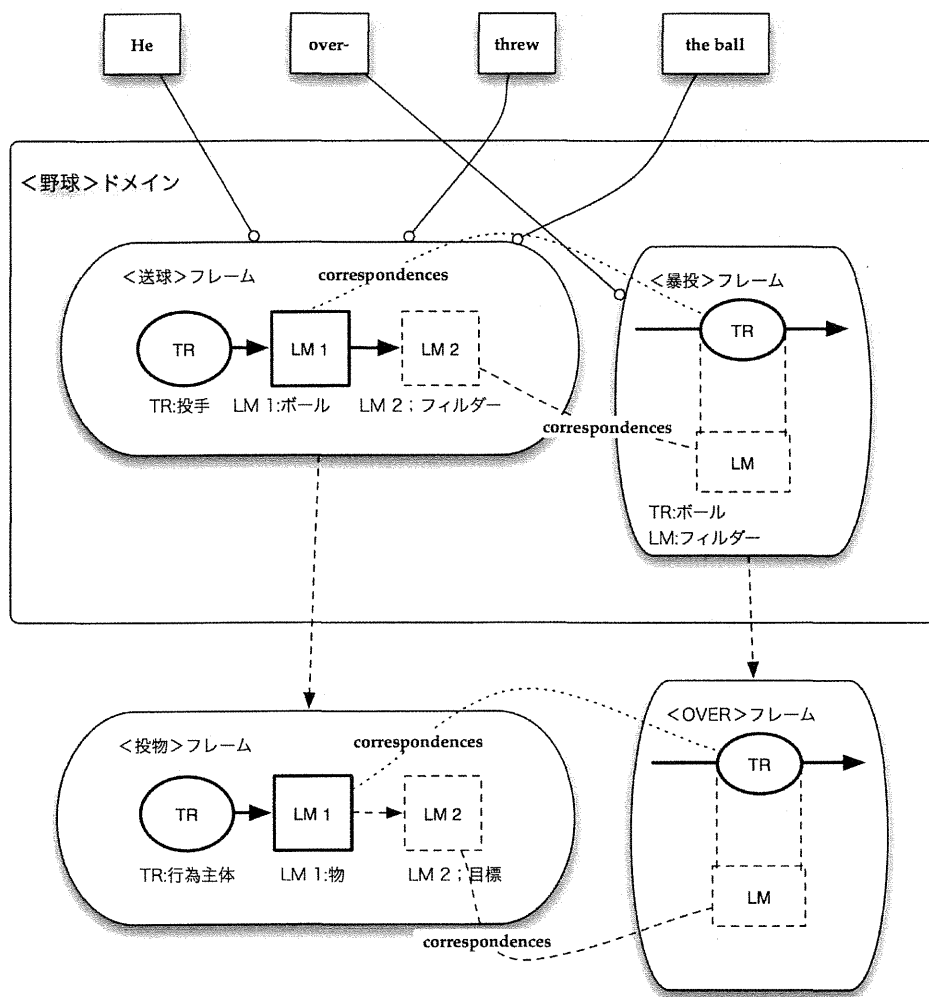 He
over-
threw
the ball
＜野球＞ドメイン
＜送球＞フレーム
correspondences
TR
LM 1
LM 2
TR:投手
LM 1:ボール
LM 2；フィルダー
correspondences
＜暴投＞フレーム
TR
LM
TR:ボール
LM:フィルダー
＜投物＞フレーム
correspondences
TR
LM 1
LM 2
TR:行為主体
LM 1:物
LM 2；目標
correspondences
＜OVER＞フレーム
TR
LM